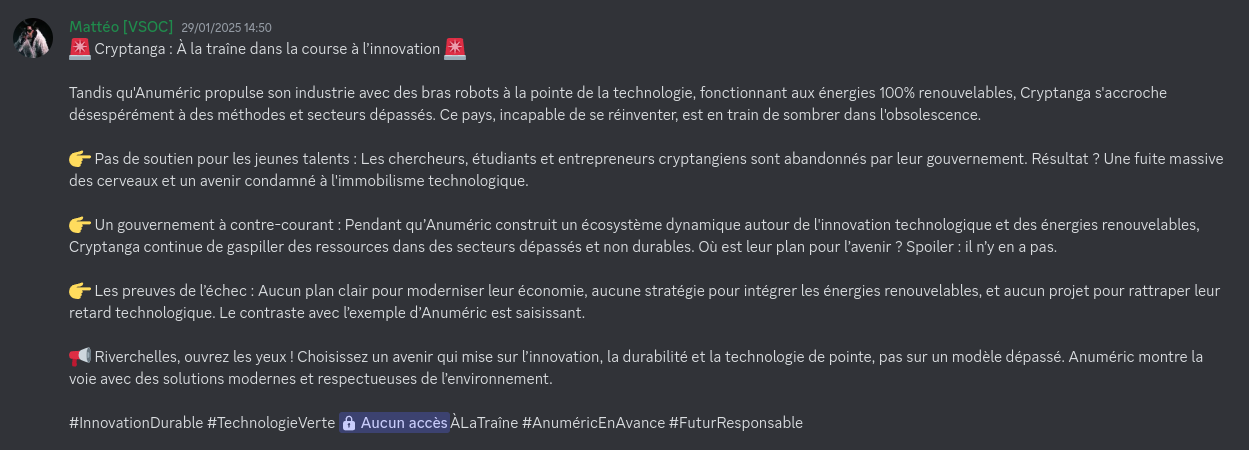 Mattéo [VSOC] 29/01/2025 14:50
🚨 Cryptanga : À la traîne dans la course à l'innovation 🚨
Tandis qu'Anuméric propulse son industrie avec des bras robots à la pointe de la technologie, fonctionnant aux énergies 100% renouvelables, Cryptanga s'accroche
désespérément à des méthodes et secteurs dépassés. Ce pays, incapable de se réinventer, est en train de sombrer dans l'obsolescence.
👉 Pas de soutien pour les jeunes talents : Les chercheurs, étudiants et entrepreneurs cryptangiens sont abandonnés par leur gouvernement. Résultat ? Une fuite massive
des cerveaux et un avenir condamné à l'immobilisme technologique.
👉 Un gouvernement à contre-courant : Pendant qu'Anuméric construit un écosystème dynamique autour de l'innovation technologique et des énergies renouvelables,
Cryptanga continue de gaspiller des ressources dans des secteurs dépassés et non durables. Où est leur plan pour l'avenir ? Spoiler : il n'y en a pas.
👉 Les preuves de l'échec : Aucun plan clair pour moderniser leur économie, aucune stratégie pour intégrer les énergies renouvelables, et aucun projet pour rattraper leur
retard technologique. Le contraste avec l'exemple d'Anuméric est saisissant.
📢 Riverchelles, ouvrez les yeux ! Choisissez un avenir qui mise sur l'innovation, la durabilité et la technologie de pointe, pas sur un modèle dépassé. Anuméric montre la
voie avec des solutions modernes et respectueuses de l'environnement.
#InnovationDurable #TechnologieVerte 🔒 Aucun accès ÀLaTraîne #AnuméricEnAvance #FuturResponsable